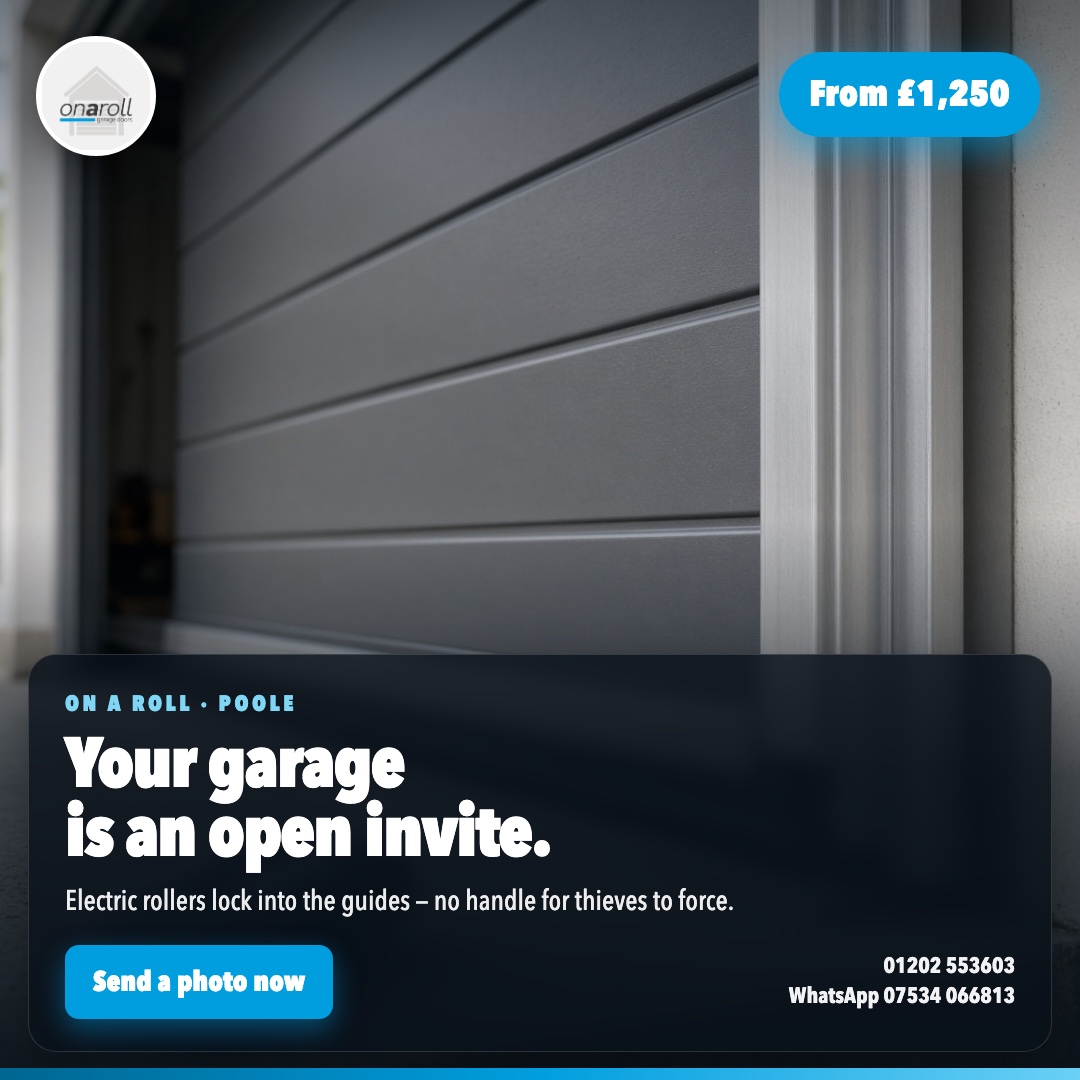 onaroll
garage doors
From £1,250
ON A ROLL · POOLE
Your garage
is an open invite.
Electric rollers lock into the guides – no handle for thieves to force.
Send a photo now
01202 553603
WhatsApp 07534 066813